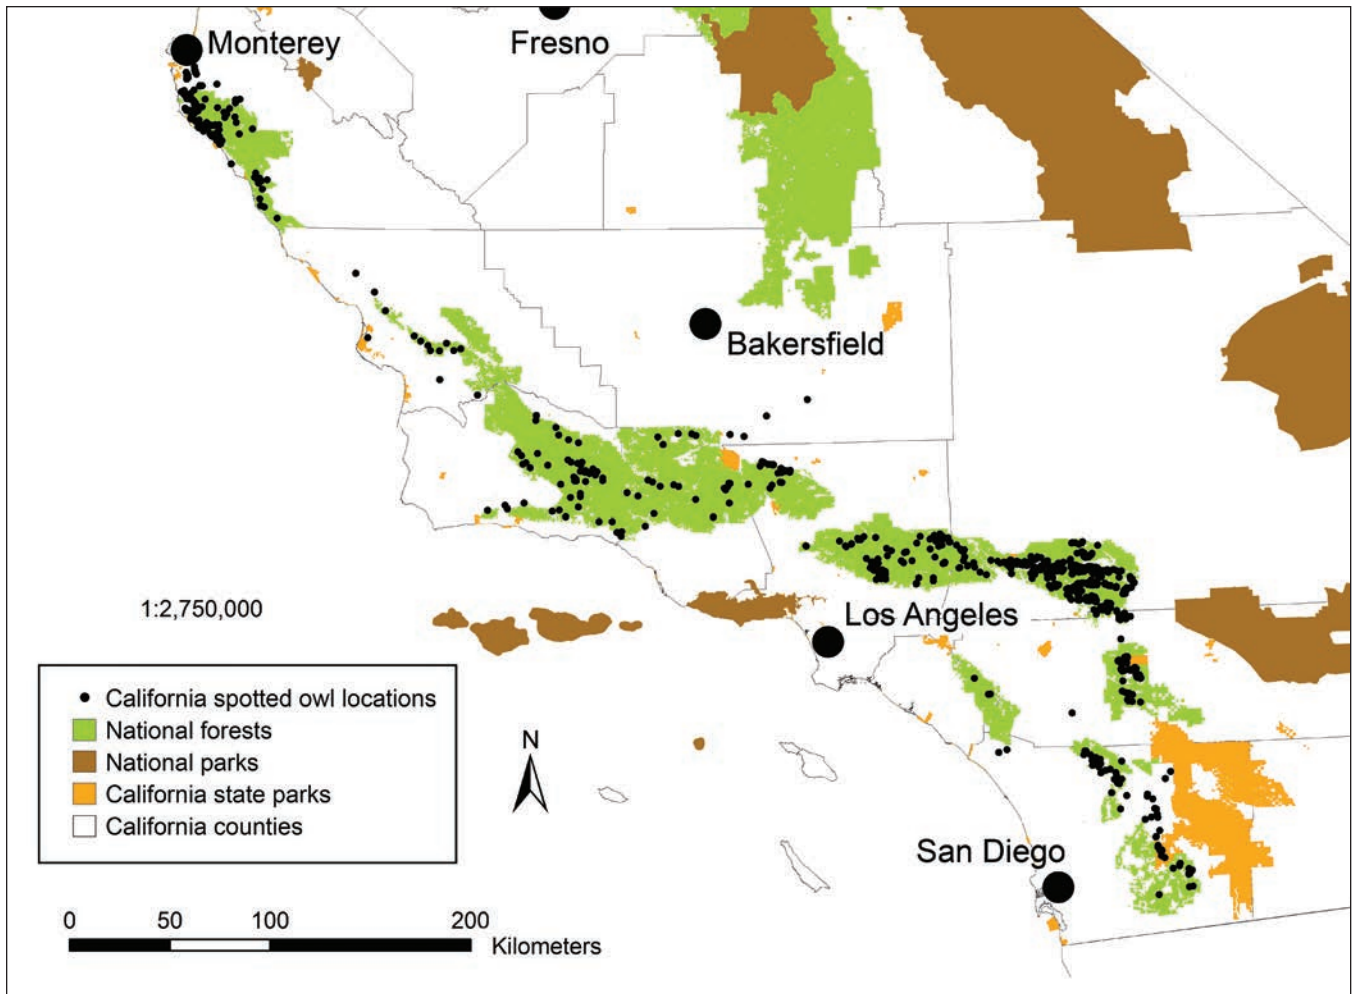 Monterey
Fresno
Bakersfield
1:2,750,000
Los Angeles
California spotted owl locations
National forests
National parks
California state parks
California counties
N
San Diego
0 50 100 200
Kilometers